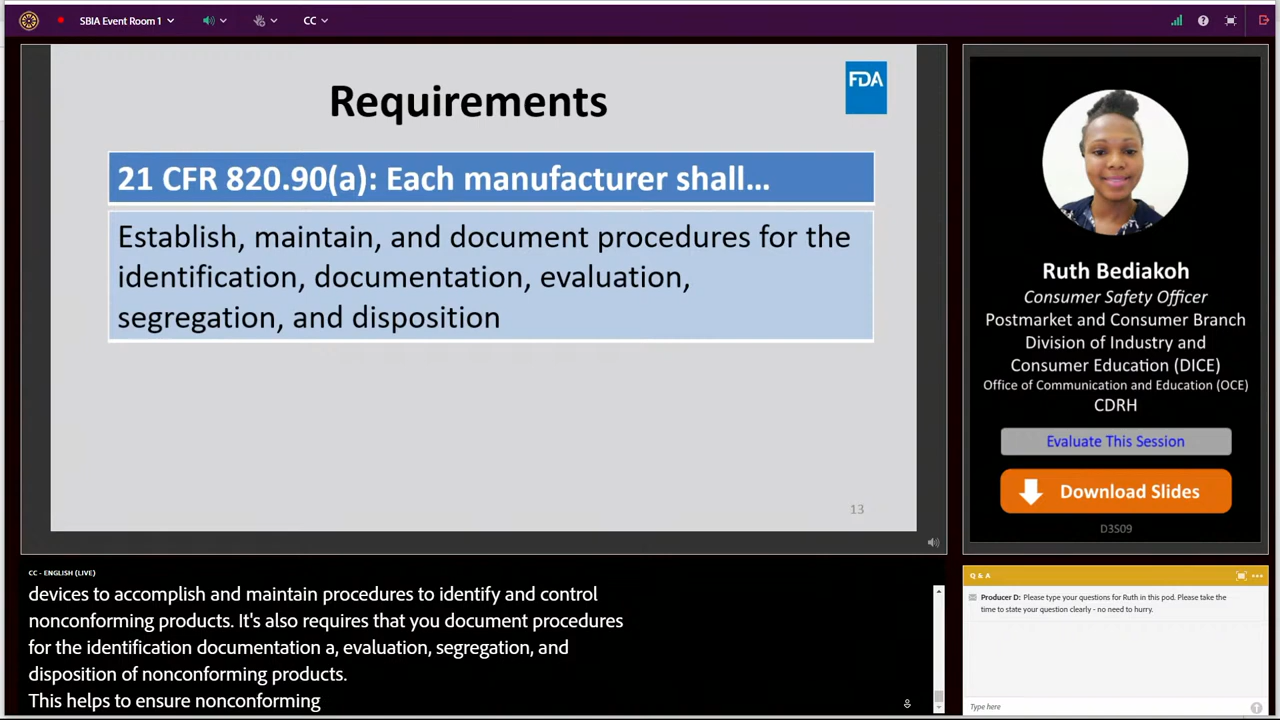 SBIA Event Room 1
CC
Requirements
FDA
21 CFR 820.90(a): Each manufacturer shall...
Establish, maintain, and document procedures for the
identification, documentation, evaluation,
segregation, and disposition
13
Ruth Bediakoh
Consumer Safety Officer
Postmarket and Consumer Branch
Division of Industry and
Consumer Education (DICE)
Office of Communication and Education (OCE)
CDRH
Evaluate This Session
Download Slides
D3S09
CC - ENGLISH (LIVE)
devices to accomplish and maintain procedures to identify and control
nonconforming products. It's also requires that you document procedures
for the identification documentation a, evaluation, segregation, and
disposition of nonconforming products.
This helps to ensure nonconforming
Q & A
Producer D: Please type your questions for Ruth in this pod. Please take the
time to state your question clearly - no need to hurry.
Type here